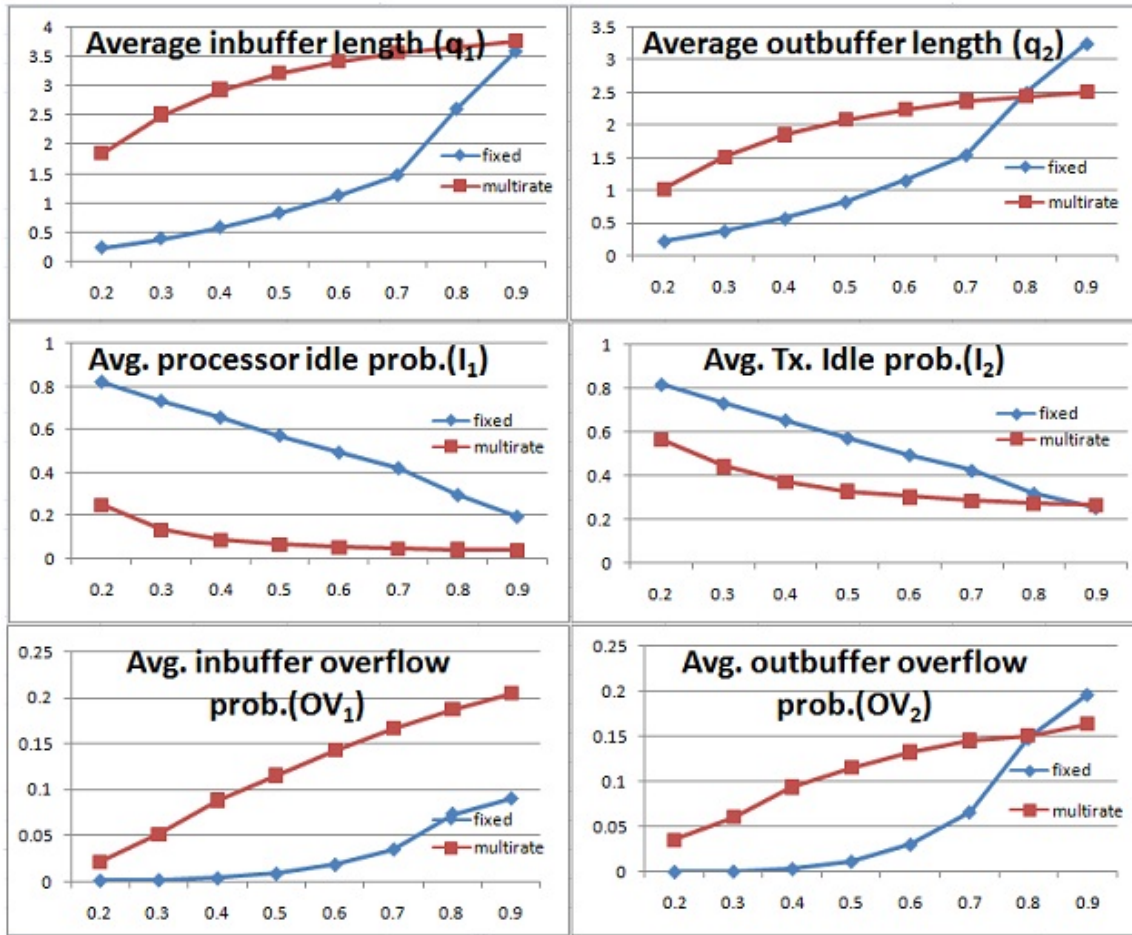 Average inbuffer length (q₁)
4
3.5
3
2.5
2
1.5
1
0.5
0
fixed
multirate
0.2 0.3 0.4 0.5 0.6 0.7 0.8 0.9
Average outbuffer length (q₂)
3.5
3
2.5
2
1.5
1
0.5
0
fixed
multirate
0.2 0.3 0.4 0.5 0.6 0.7 0.8 0.9
Avg. processor idle prob.(I₁)
1
0.8
0.6
0.4
0.2
0
fixed
multirate
0.2 0.3 0.4 0.5 0.6 0.7 0.8 0.9
Avg. Tx. Idle prob.(I₂)
1
0.8
0.6
0.4
0.2
0
fixed
multirate
0.2 0.3 0.4 0.5 0.6 0.7 0.8 0.9
Avg. inbuffer overflow
prob.(OV₁)
0.25
0.2
0.15
0.1
0.05
0
fixed
multirate
0.2 0.3 0.4 0.5 0.6 0.7 0.8 0.9
Avg. outbuffer overflow
prob.(OV₂)
0.25
0.2
0.15
0.1
0.05
0
fixed
multirate
0.2 0.3 0.4 0.5 0.6 0.7 0.8 0.9